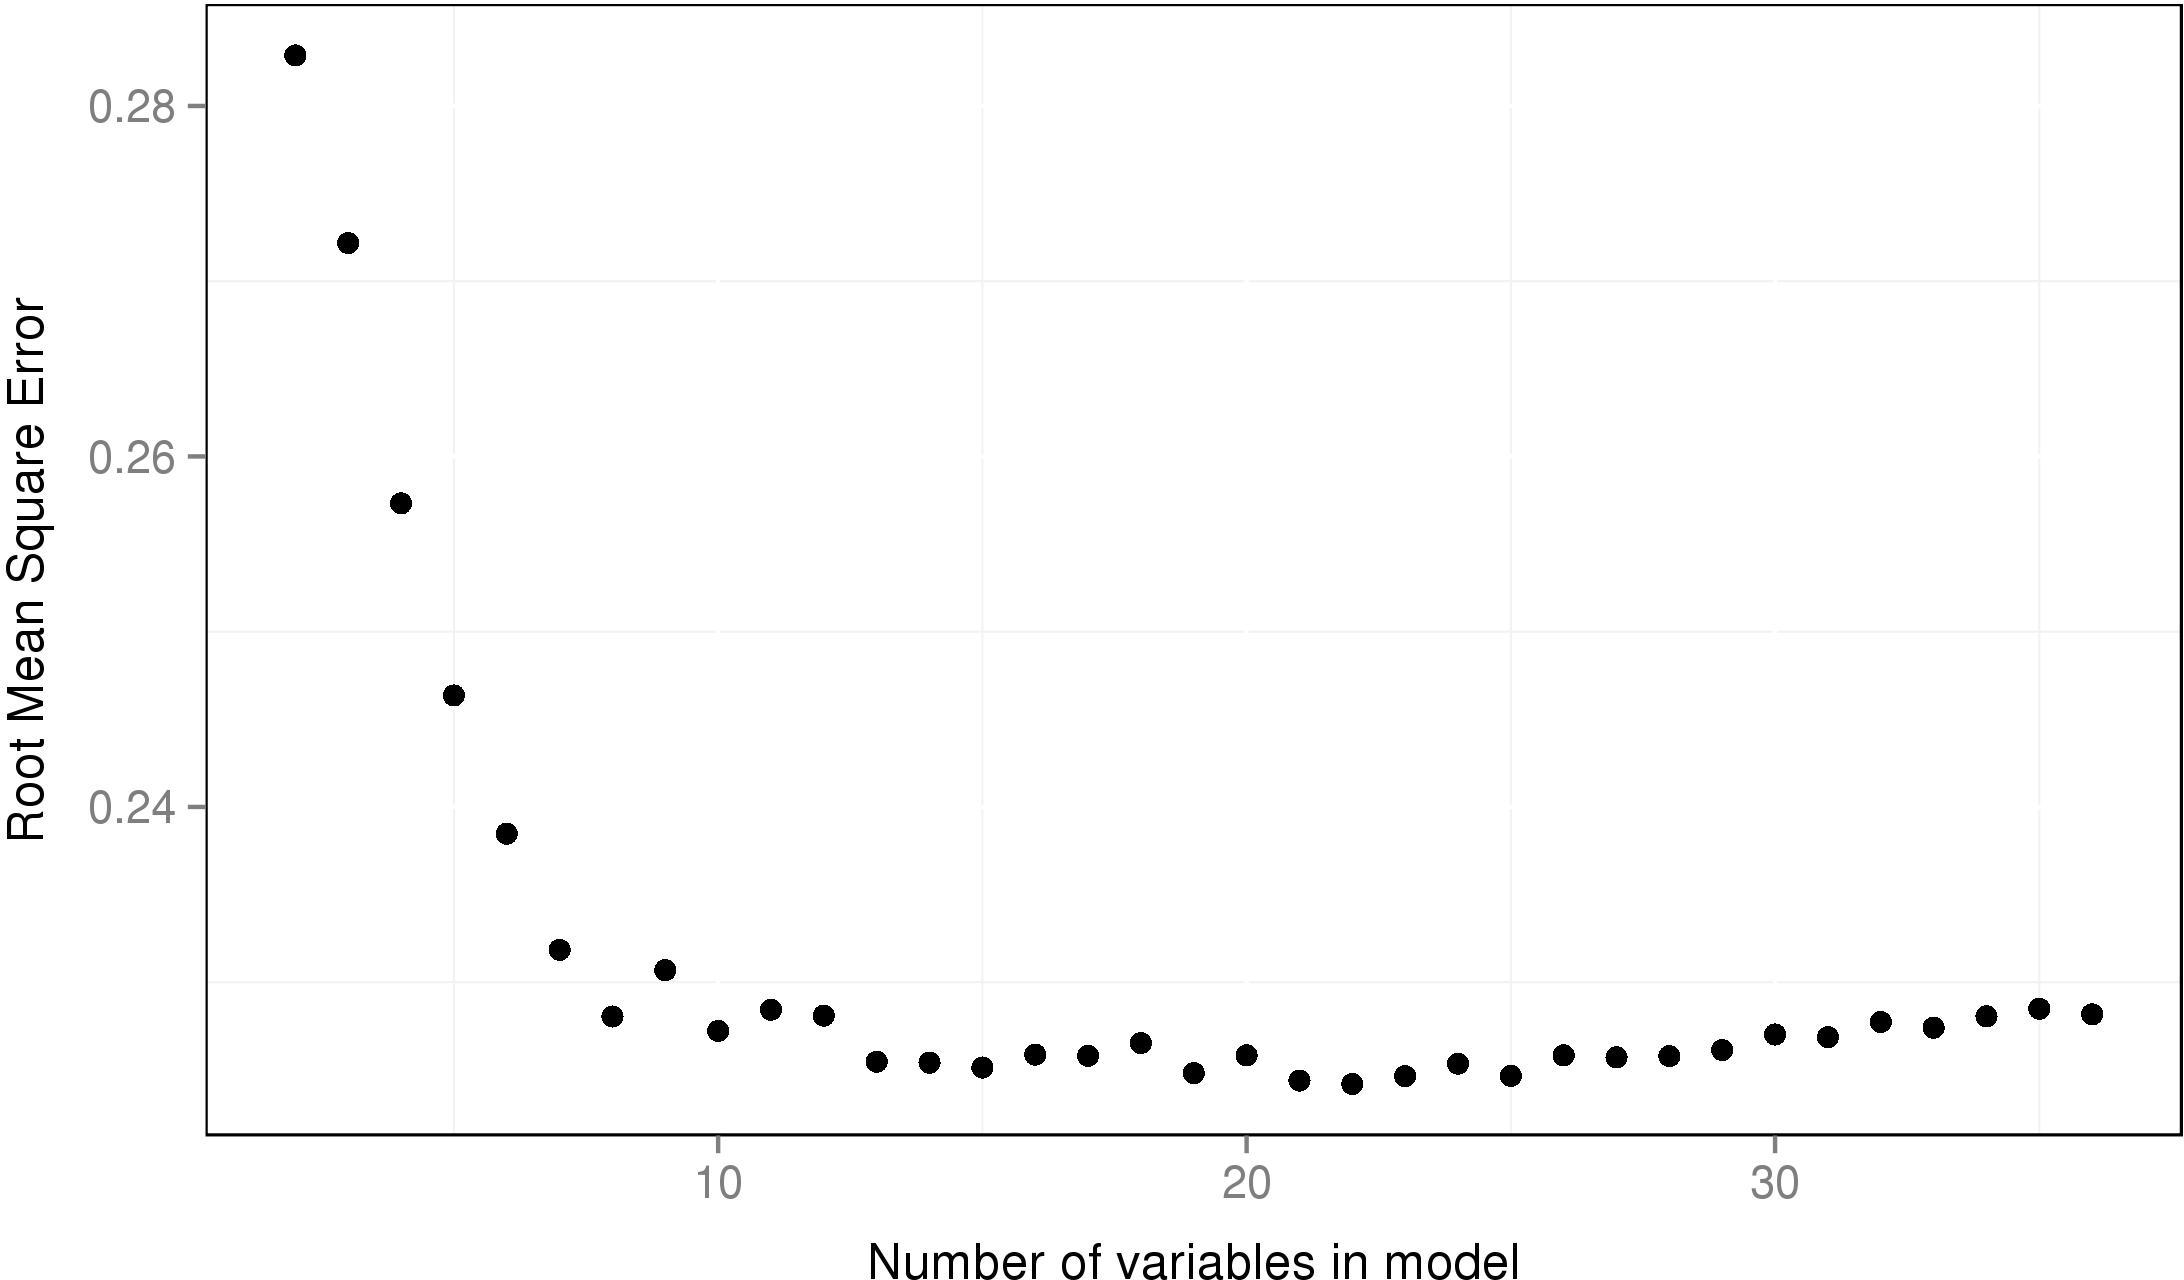 Root Mean Square Error
0.28
0.26
0.24
10 20 30
Number of variables in model